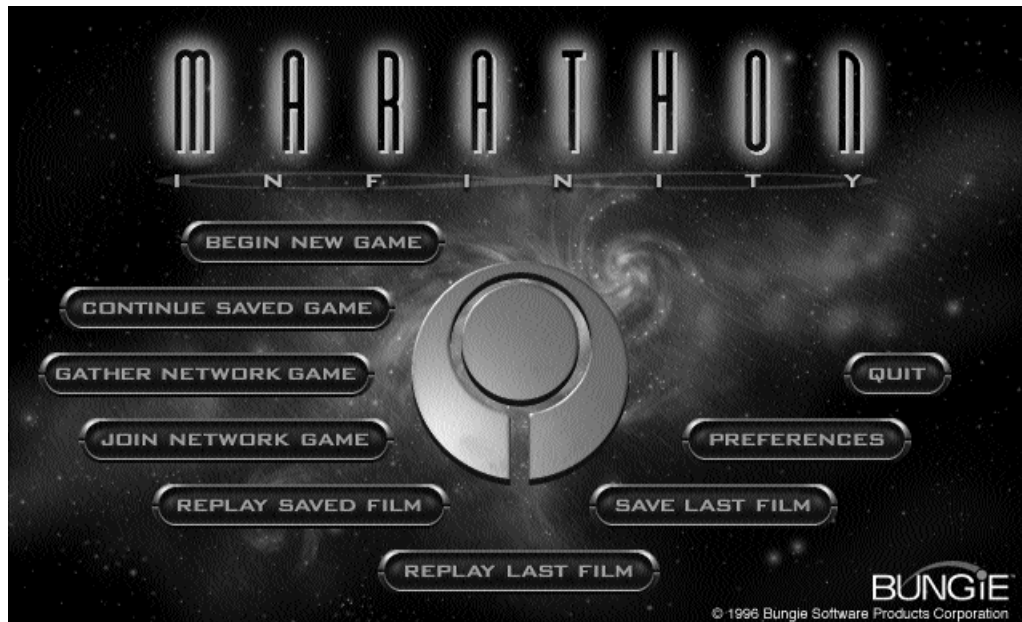 MARATHON
INFINITY
BEGIN NEW GAME
CONTINUE SAVED GAME
GATHER NETWORK GAME
QUIT
JOIN NETWORK GAME
PREFERENCES
REPLAY SAVED FILM
SAVE LAST FILM
REPLAY LAST FILM
BUNGiE™
© 1996 Bungie Software Products Corporation